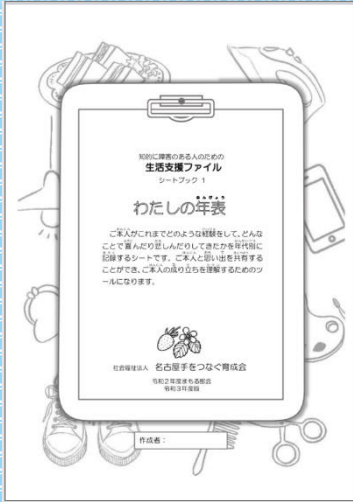 知的に障害のある人のための
生活支援ファイル
シートブック 1
わたしの年表
ご本人がこれまでどのような経験をして、どんな
ことで喜んだり悲しんだりしてきたかを年代別に
記録するシートです。ご本人と思い出を共有する
ことができ、ご本人の成り立ちを理解するためのツ
ールになります。
社会福祉法人 名古屋手をつなぐ育成会
令和2年度まもる部会
令和3年度版
作成者：